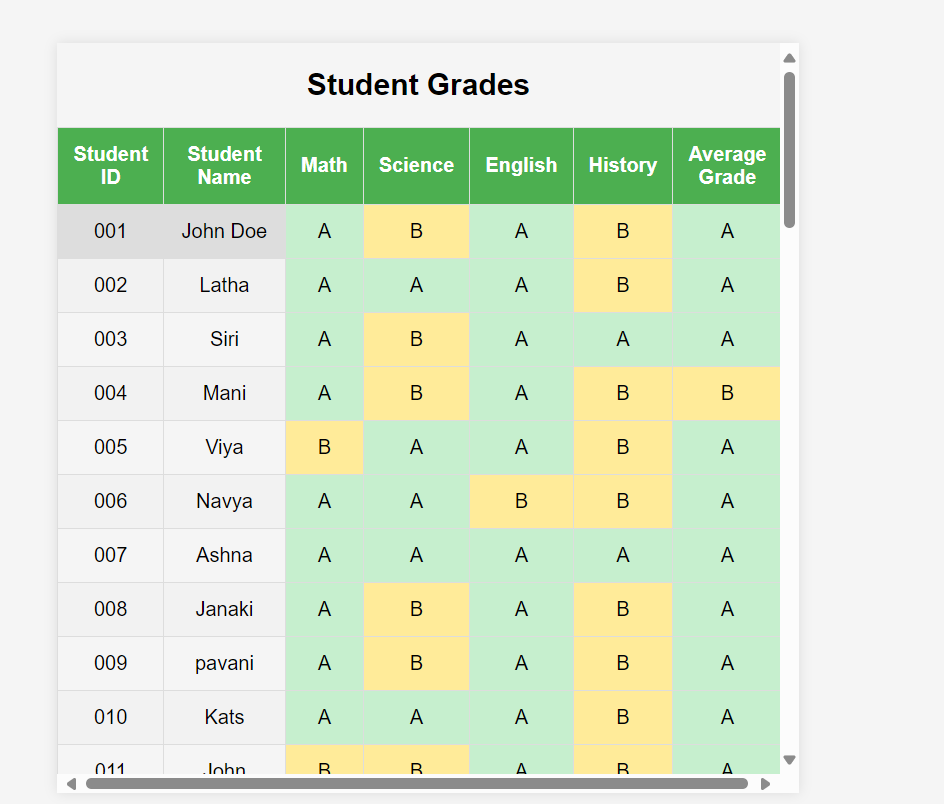 Student Grades
Student ID Student Name Math Science English History Average Grade
001 John Doe A B A B A
002 Latha A A A B A
003 Siri A B A A A
004 Mani A B A B B
005 Viya B A A B A
006 Navya A A B B A
007 Ashna A A A A A
008 Janaki A B A B A
009 pavani A B A B A
010 Kats A A A B A
011 John B B A B A